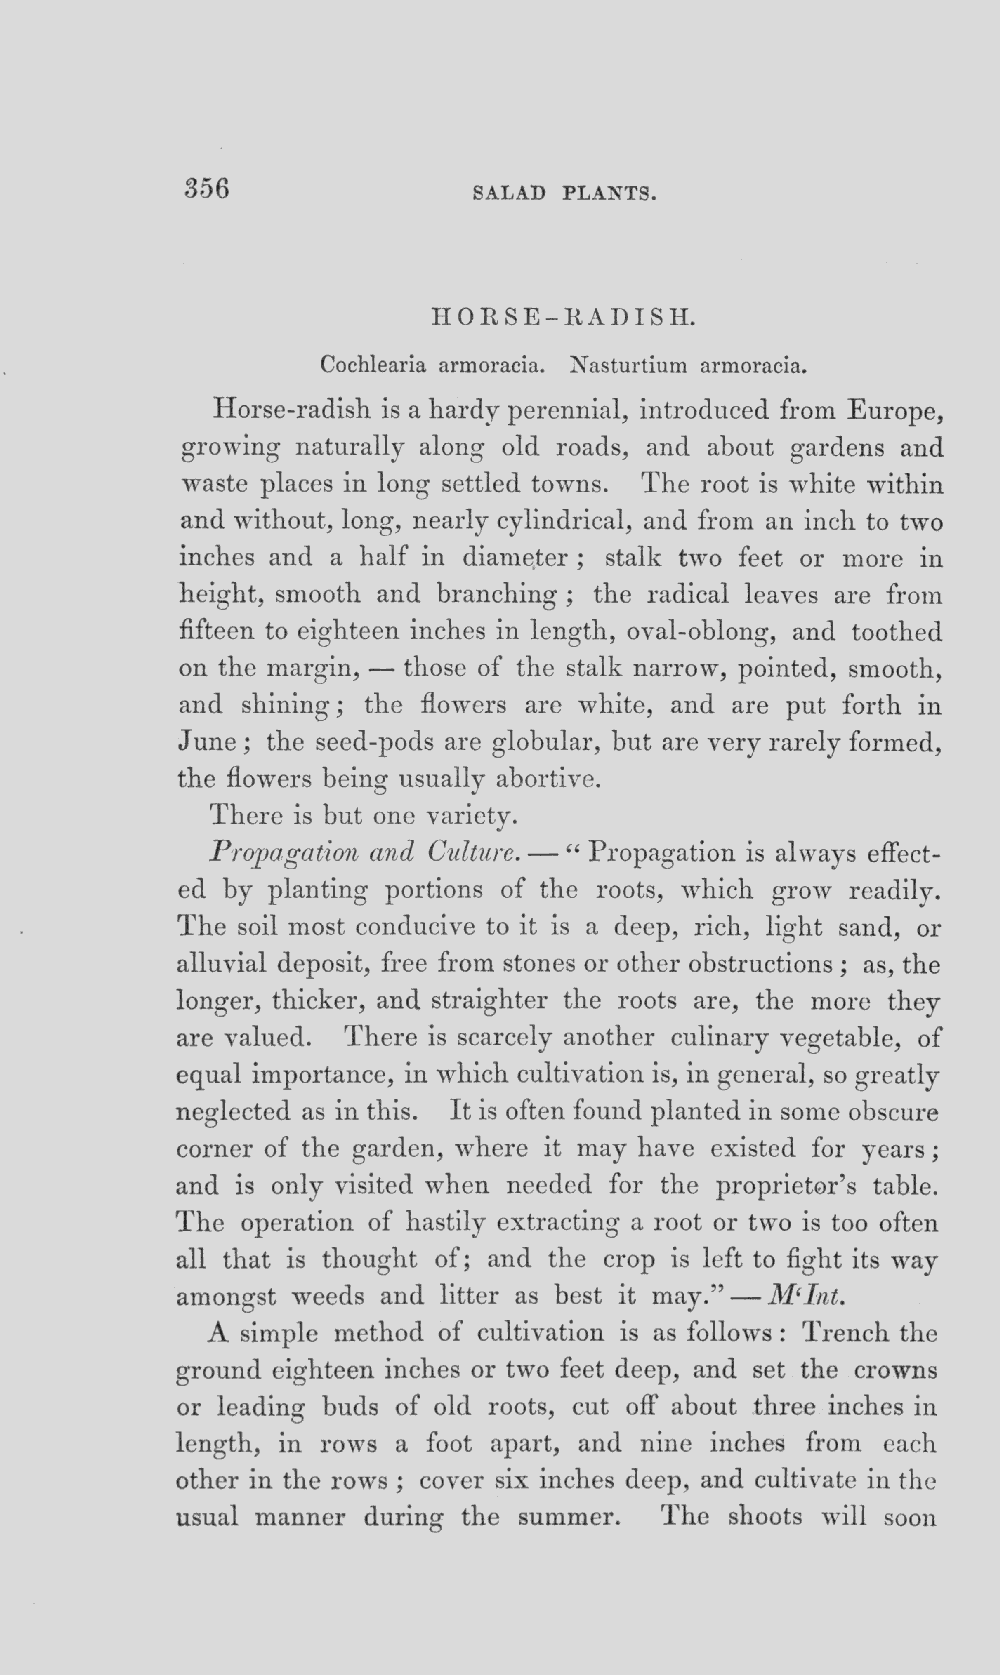 356 SALAD PLANTS.
HORSE-RADISH.
Cochlearia armoracia. Nasturtium armoracia.
Horse-radish is a hardy perennial, introduced from Europe,
growing naturally along old roads, and about gardens and
waste places in long settled towns. The root is white within
and without, long, nearly cylindrical, and from an inch to two
inches and a half in diameter; stalk two feet or more in
height, smooth and branching; the radical leaves are from
fifteen to eighteen inches in length, oval-oblong, and toothed
on the margin, — those of the stalk narrow, pointed, smooth,
and shining; the flowers are white, and are put forth in
June; the seed-pods are globular, but are very rarely formed,
the flowers being usually abortive.
There is but one variety.
Propagation and Culture. — “Propagation is always effect-
ed by planting portions of the roots, which grow readily.
The soil most conducive to it is a deep, rich, light sand, or
alluvial deposit, free from stones or other obstructions; as, the
longer, thicker, and straighter the roots are, the more they
are valued. There is scarcely another culinary vegetable, of
equal importance, in which cultivation is, in general, so greatly
neglected as in this. It is often found planted in some obscure
corner of the garden, where it may have existed for years;
and is only visited when needed for the proprietor’s table.
The operation of hastily extracting a root or two is too often
all that is thought of; and the crop is left to fight its way
amongst weeds and litter as best it may.” — M‘Int.
A simple method of cultivation is as follows: Trench the
ground eighteen inches or two feet deep, and set the crowns
or leading buds of old roots, cut off about three inches in
length, in rows a foot apart, and nine inches from each
other in the rows; cover six inches deep, and cultivate in the
usual manner during the summer. The shoots will soon